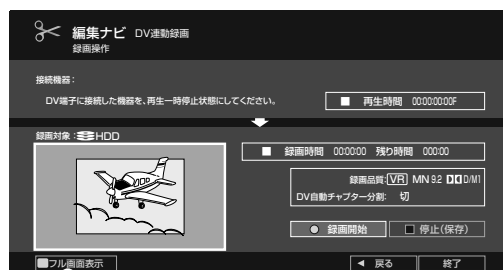 編集ナビ DV連動録画
録画操作
接続機器：
DV端子に接続した機器を、再生一時停止状態にしてください。
■ 再生時間 00:00:00:00F
録画対象：HDD
■ 録画時間 00:00:00 残り時間 000:00
録画品質：VR MN 9.2 DD D/M1
DV自動チャプター分割： 切
● 録画開始
■ 停止（保存）
フル画面表示
◀ 戻る
終了